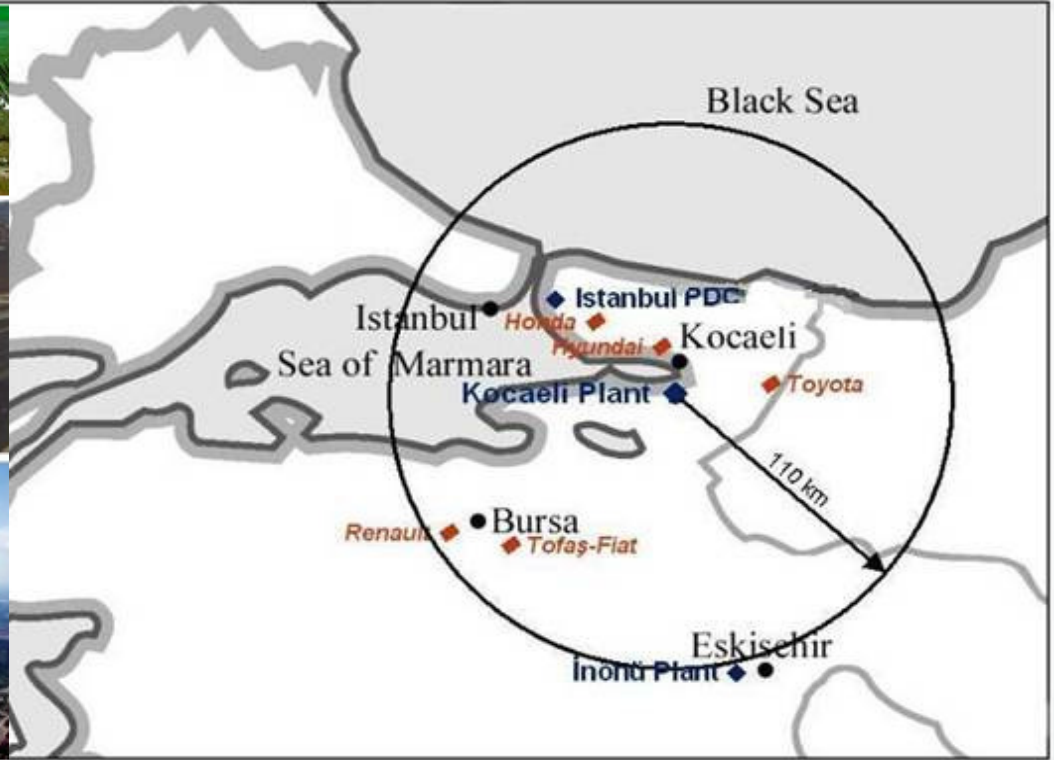 Black Sea
Istanbul PDC
Istanbul
Honda
Hyundai
Kocaeli
Sea of Marmara
Kocaeli Plant
Toyota
110 km
Renault
Bursa
Tofaş-Fiat
Eskisehir
İnönü Plant